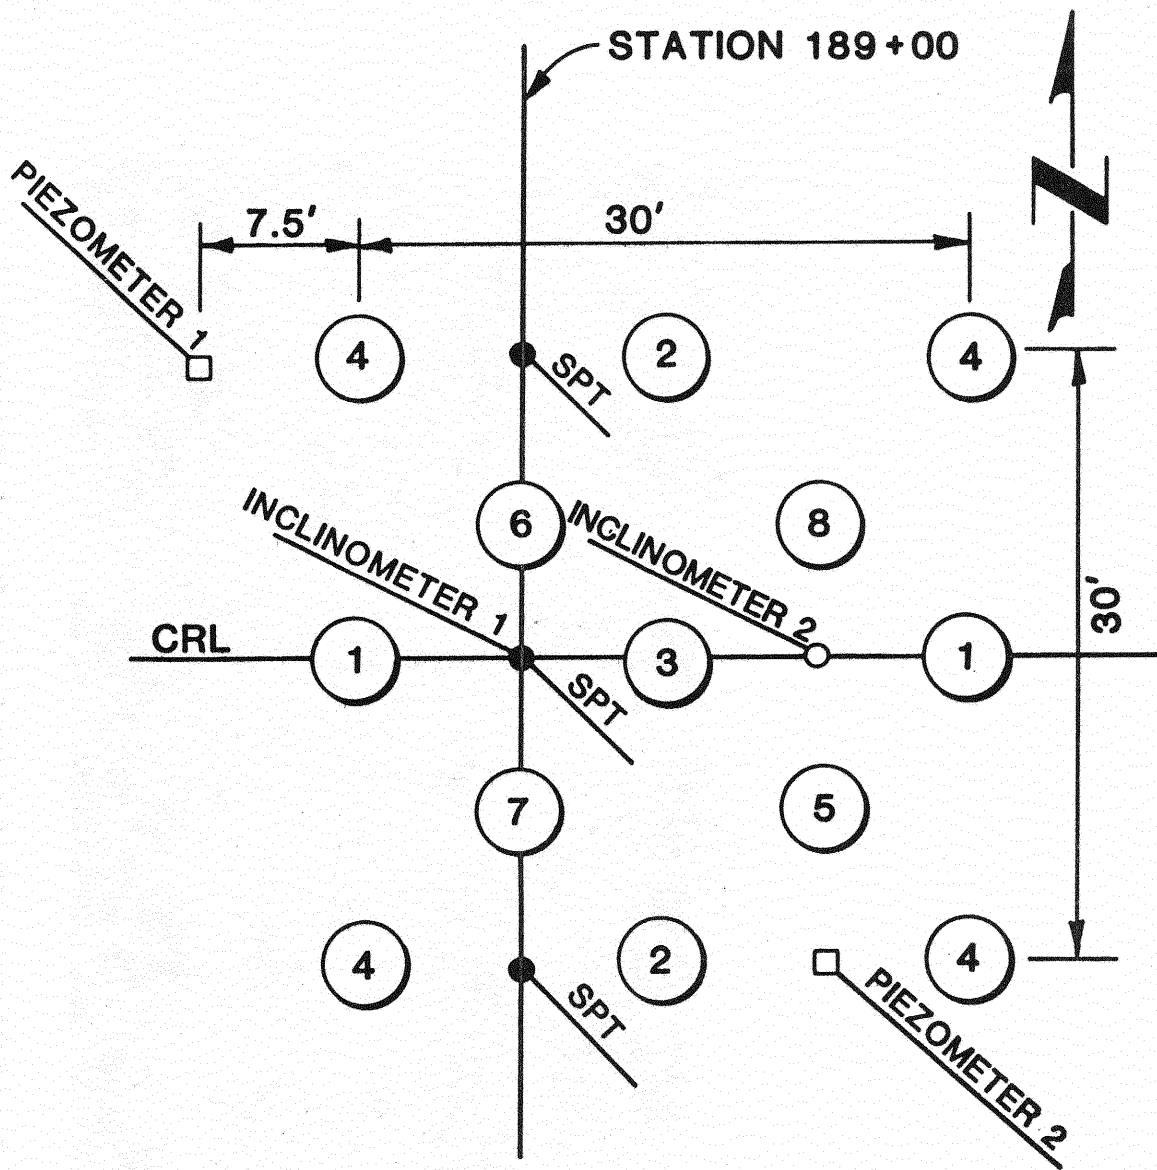 STATION 189+00
N
PIEZOMETER 1
7.5'
30'
4
SPT
2
4
INCLINOMETER 1
6
INCLINOMETER 2
8
30'
CRL
1
SPT
3
1
7
5
4
SPT
2
4
PIEZOMETER 2